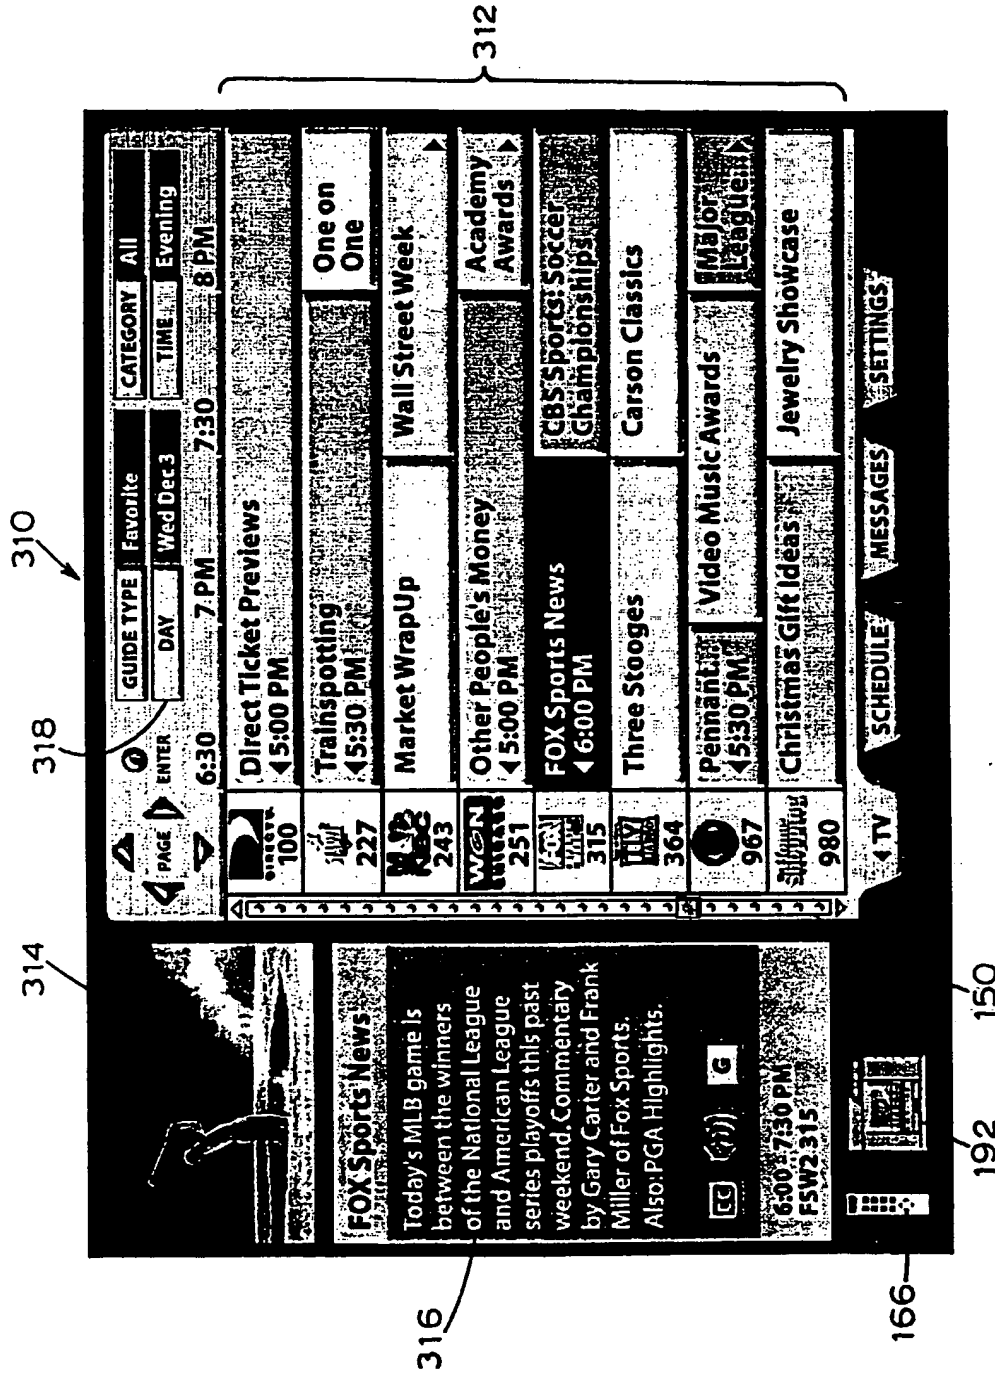 310
314
318
312
GUIDE TYPE Favorite CATEGORY All
PAGE ENTER DAY Wed Dec 3 TIME Evening
6:30 7 PM 7:30 8 PM
DIRECTV
100
Direct Ticket Previews
5:00 PM
227
Trainspotting
5:30 PM
One on
One
243
Market WrapUp
Wall Street Week
WGN
251
Other People's Money
5:00 PM
Academy
Awards
FOX
315
FOX Sports News
6:00 PM
CBS Sports: Soccer
Championships
364
Three Stooges
Carson Classics
967
Pennant...
5:30 PM
Video Music Awards
Major
League...
980
Christmas Gift Ideas
Jewelry Showcase
TV SCHEDULE MESSAGES SETTINGS
FOX Sports News
Today's MLB game is
between the winners
of the National League
and American League
series playoffs this past
weekend. Commentary
by Gary Carter and Frank
Miller of Fox Sports.
Also: PGA Highlights.
CC G
6:00 - 7:30 PM
FSW2 315
316
166
192
150